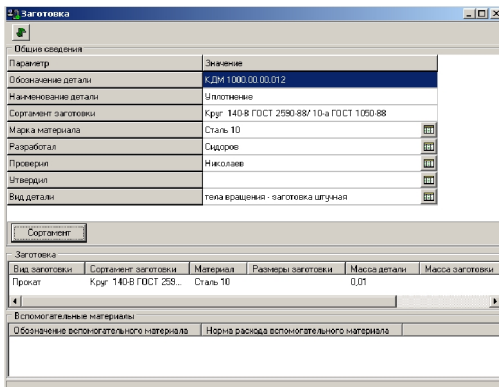 Заготовка
Общие сведения
Параметр Значение
Обозначение детали КДМ 1000.00.00.012
Наименование детали Уплотнение
Сортамент заготовки Круг 140-В ГОСТ 2590-88/ 10-а ГОСТ 1050-88
Марка материала Сталь 10
Разработал Сидоров
Проверил Николаев
Утвердил
Вид детали тела вращения - заготовка штучная
Сортамент
Заготовка
Вид заготовки Сортамент заготовки Материал Размеры заготовки Масса детали Масса заготовки
Прокат Круг 140-В ГОСТ 259... Сталь 10 0,01
Вспомогательные материалы
Обозначение вспомогательного материала Норма расхода вспомогательного материала